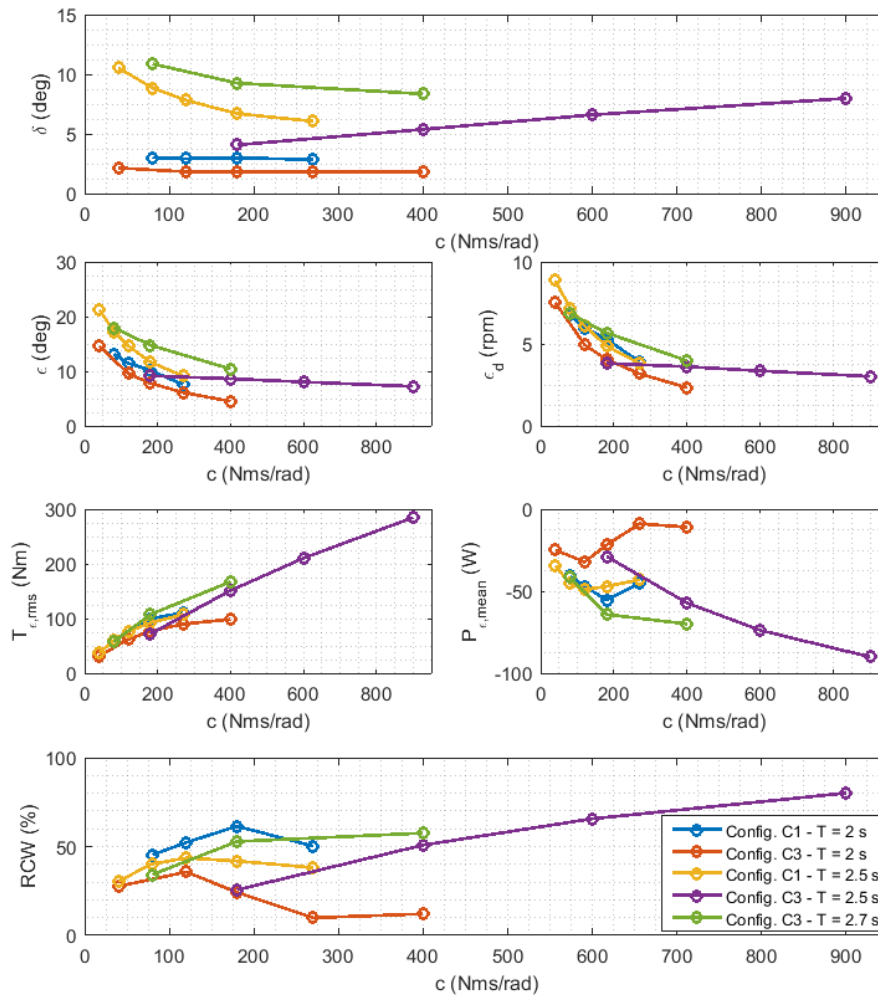 15
10
5
0
δ (deg)
0 100 200 300 400 500 600 700 800 900
c (Nms/rad)
30
20
10
0
ϵ (deg)
0 200 400 600 800
c (Nms/rad)
10
5
0
ϵd (rpm)
0 200 400 600 800
c (Nms/rad)
300
200
100
0
Tϵ,rms (Nm)
0 200 400 600 800
c (Nms/rad)
0
-50
-100
Pϵ,mean (W)
0 200 400 600 800
c (Nms/rad)
100
50
0
RCW (%)
0 100 200 300 400 500 600 700 800 900
c (Nms/rad)
Config. C1 - T = 2 s
Config. C3 - T = 2 s
Config. C1 - T = 2.5 s
Config. C3 - T = 2.5 s
Config. C3 - T = 2.7 s